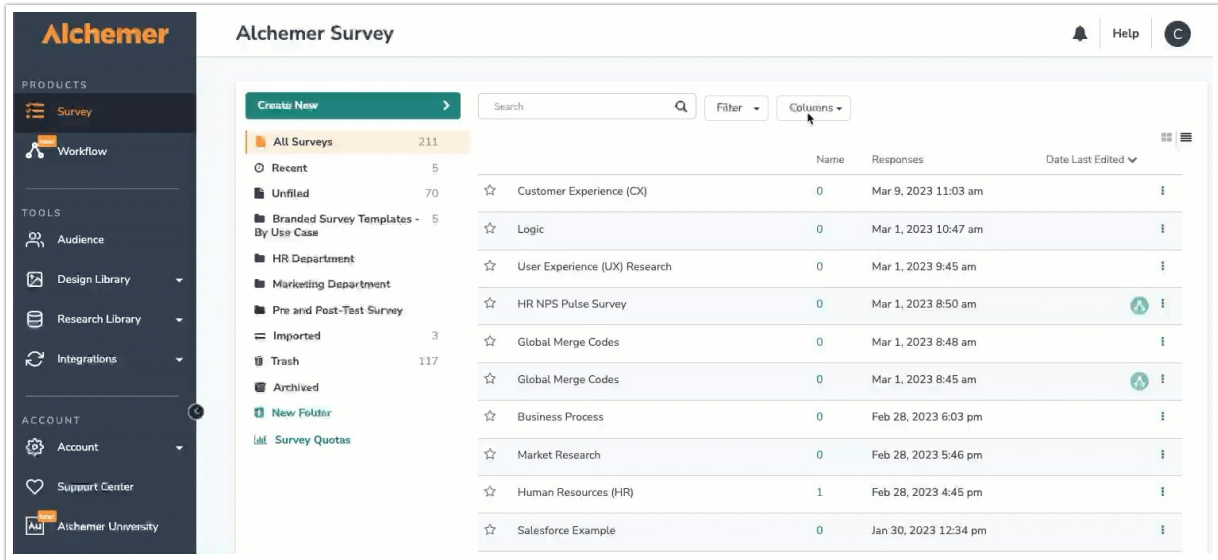 Alchemer
Alchemer Survey
Help
C
PRODUCTS
Survey
New
Workflow
TOOLS
Audience
Design Library
Research Library
Integrations
ACCOUNT
Account
Support Center
New
Au
Alchemer University
Create New
All Surveys 211
Recent 5
Unfiled 70
Branded Survey Templates - 5
By Use Case
HR Department
Marketing Department
Pre and Post-Test Survey
Imported 3
Trash 117
Archived
New Folder
Survey Quotas
Search
Filter
Columns
Name Responses Date Last Edited
Customer Experience (CX) 0 Mar 9, 2023 11:03 am
Logic 0 Mar 1, 2023 10:47 am
User Experience (UX) Research 0 Mar 1, 2023 9:45 am
HR NPS Pulse Survey 0 Mar 1, 2023 8:50 am
Global Merge Codes 0 Mar 1, 2023 8:48 am
Global Merge Codes 0 Mar 1, 2023 8:45 am
Business Process 0 Feb 28, 2023 6:03 pm
Market Research 0 Feb 28, 2023 5:46 pm
Human Resources (HR) 1 Feb 28, 2023 4:45 pm
Salesforce Example 0 Jan 30, 2023 12:34 pm